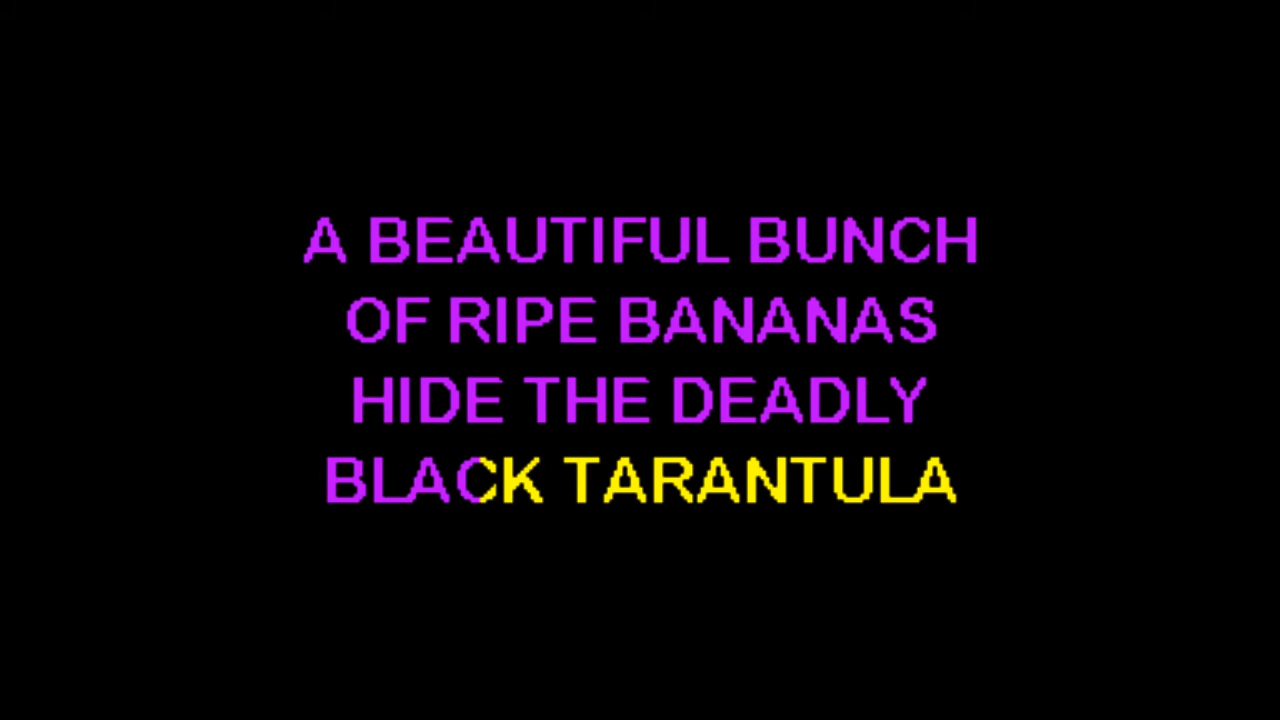 A BEAUTIFUL BUNCH
OF RIPE BANANAS
HIDE THE DEADLY
BLACK TARANTULA